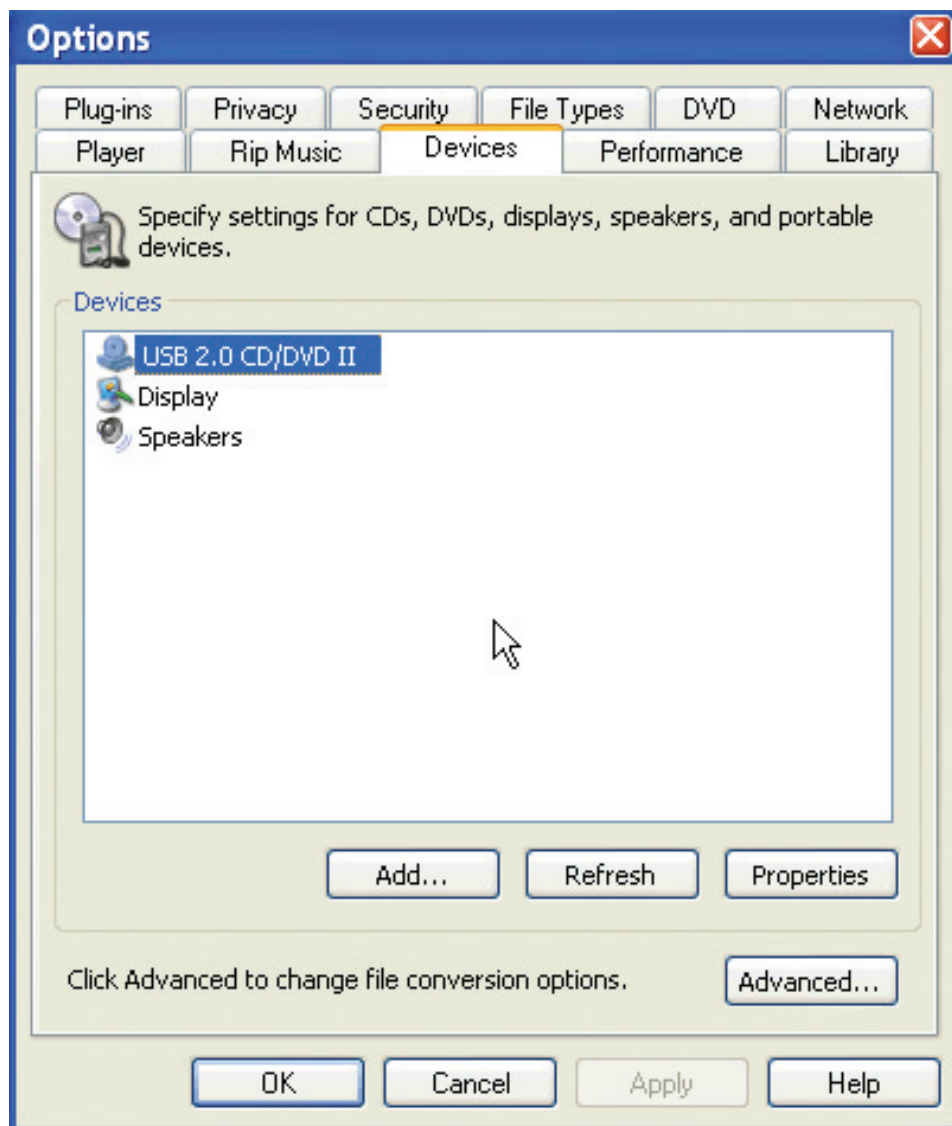 Options
Plug-ins Privacy Security File Types DVD Network
Player Rip Music Devices Performance Library
Specify settings for CDs, DVDs, displays, speakers, and portable
devices.
Devices
USB 2.0 CD/DVD II
Display
Speakers
Add... Refresh Properties
Click Advanced to change file conversion options. Advanced...
OK Cancel Apply Help